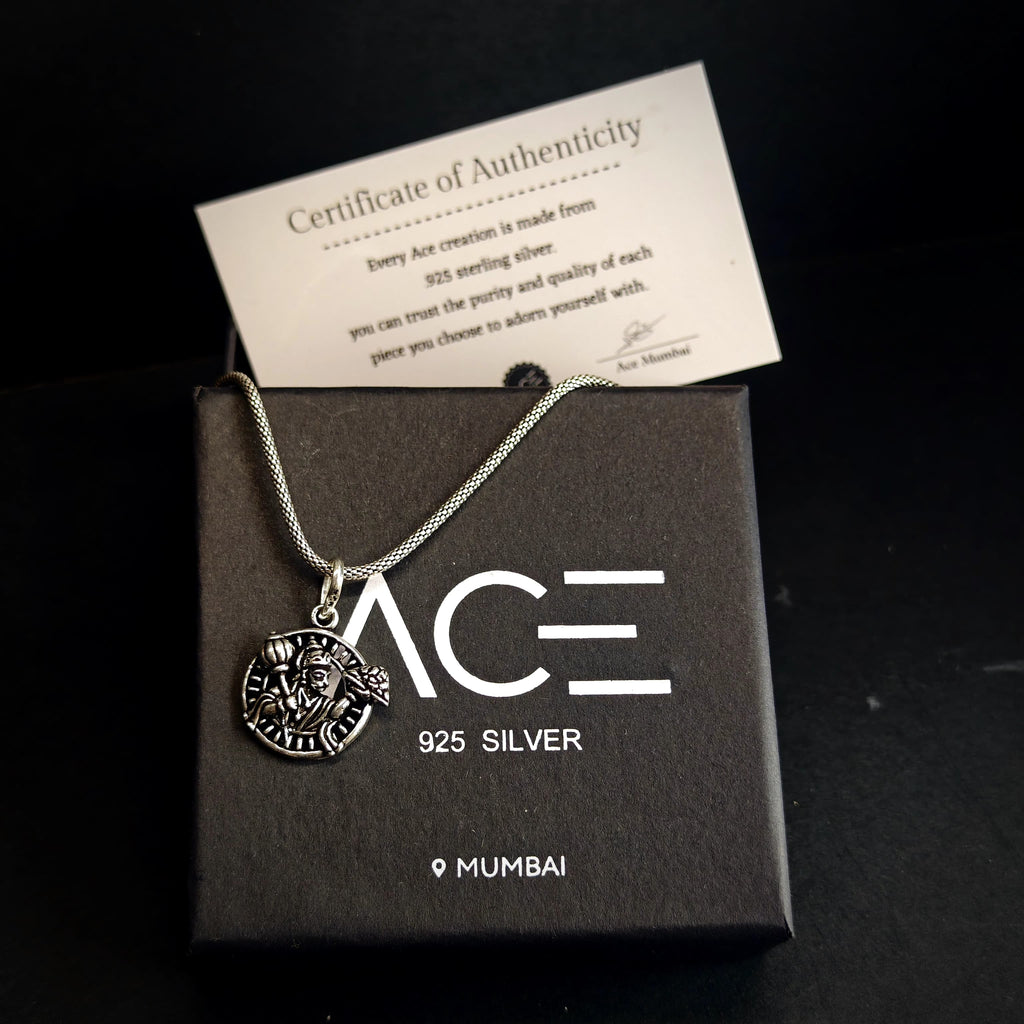 Certificate of Authenticity
Every Ace creation is made from
.925 sterling silver.
you can trust the purity and quality of each
piece you choose to adorn yourself with.
Ace Mumbai
ACE
925 SILVER
MUMBAI